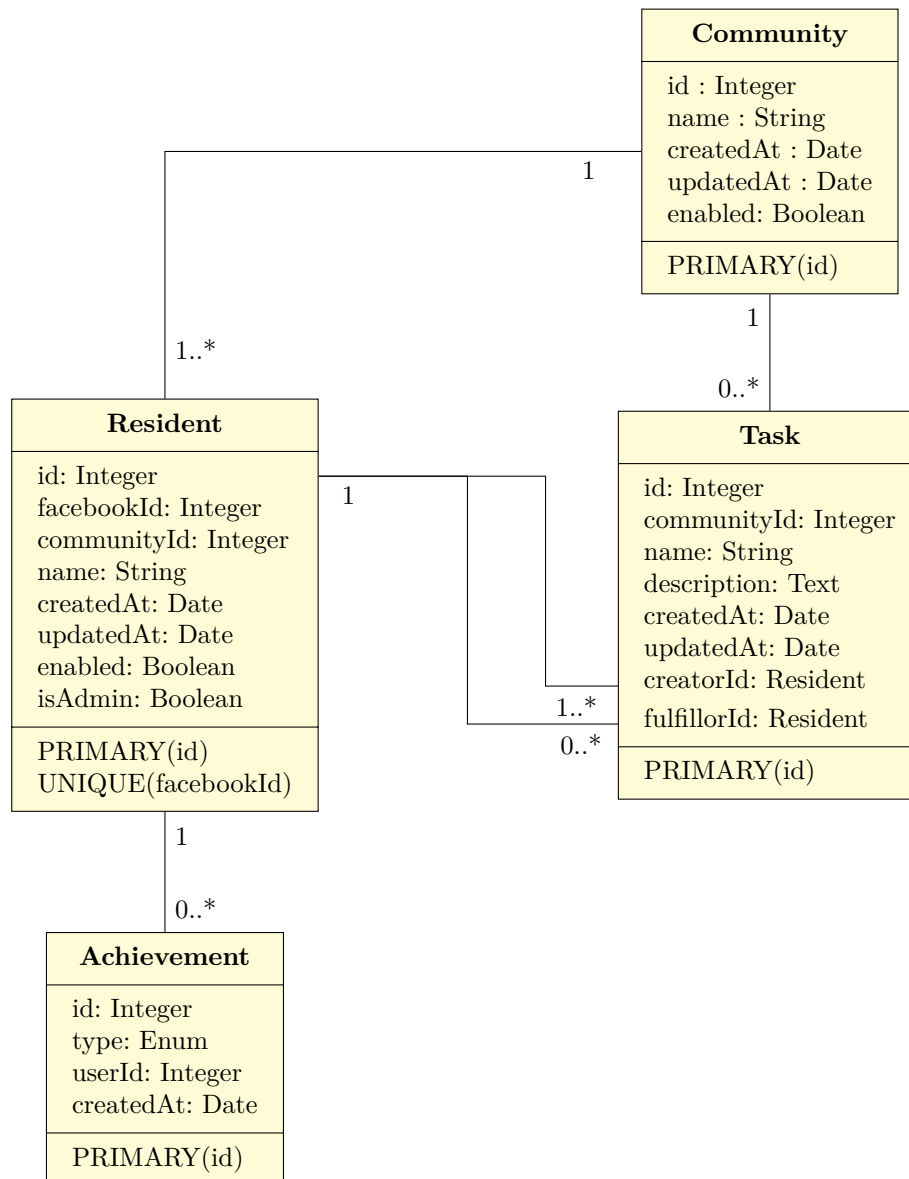 Community
id : Integer
name : String
createdAt : Date
updatedAt : Date
enabled: Boolean
PRIMARY(id)
1
1
1..*
0..*
Resident
id: Integer
facebookId: Integer
communityId: Integer
name: String
createdAt: Date
updatedAt: Date
enabled: Boolean
isAdmin: Boolean
PRIMARY(id)
UNIQUE(facebookId)
1
Task
id: Integer
communityId: Integer
name: String
description: Text
createdAt: Date
updatedAt: Date
creatorId: Resident
fulfillorId: Resident
PRIMARY(id)
1..*
0..*
1
0..*
Achievement
id: Integer
type: Enum
userId: Integer
createdAt: Date
PRIMARY(id)